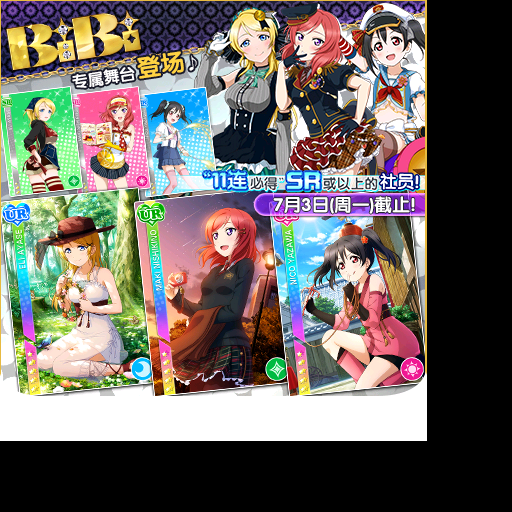 BiBi
专属舞台登场♪
SR
"11连必得"SR或以上的社员!
7月3日(周一)截止!
UR
ELI AYASE
UR
MAKI NISHIKINO
UR
NICO YAZAWA